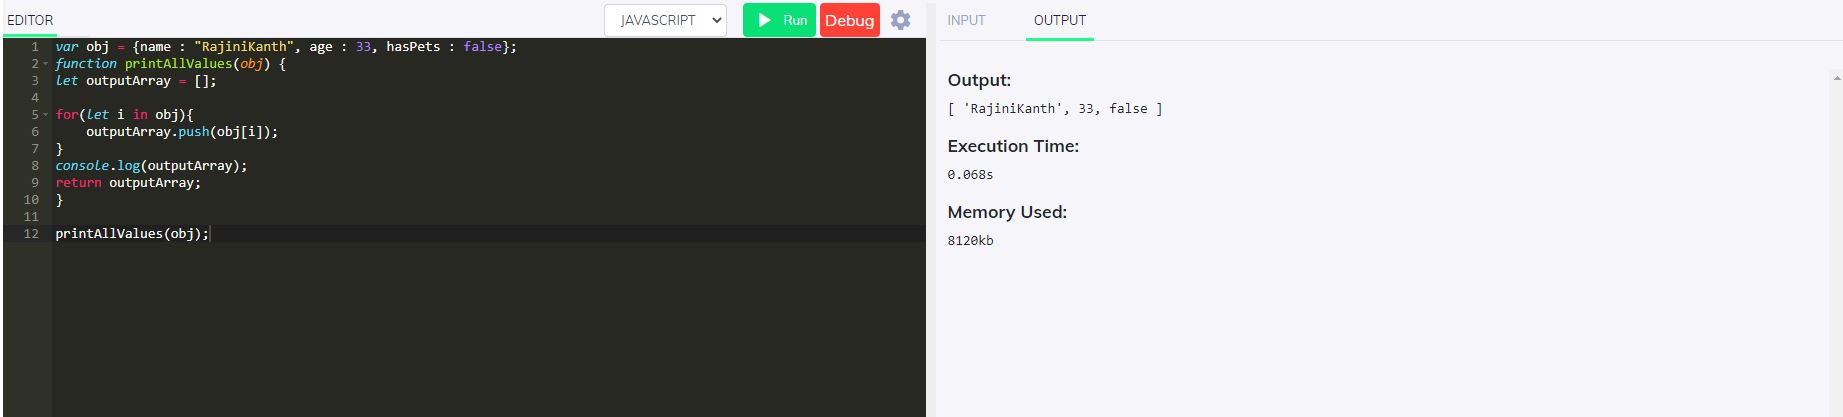 EDITOR JAVASCRIPT Run Debug INPUT OUTPUT
1 var obj = {name : "RajiniKanth", age : 33, hasPets : false};
2 function printAllValues(obj) {
3 let outputArray = [];
4
5 for(let i in obj){
6     outputArray.push(obj[i]);
7 }
8 console.log(outputArray);
9 return outputArray;
10 }
11
12 printAllValues(obj);
Output:
[ 'RajiniKanth', 33, false ]
Execution Time:
0.068s
Memory Used:
8120kb